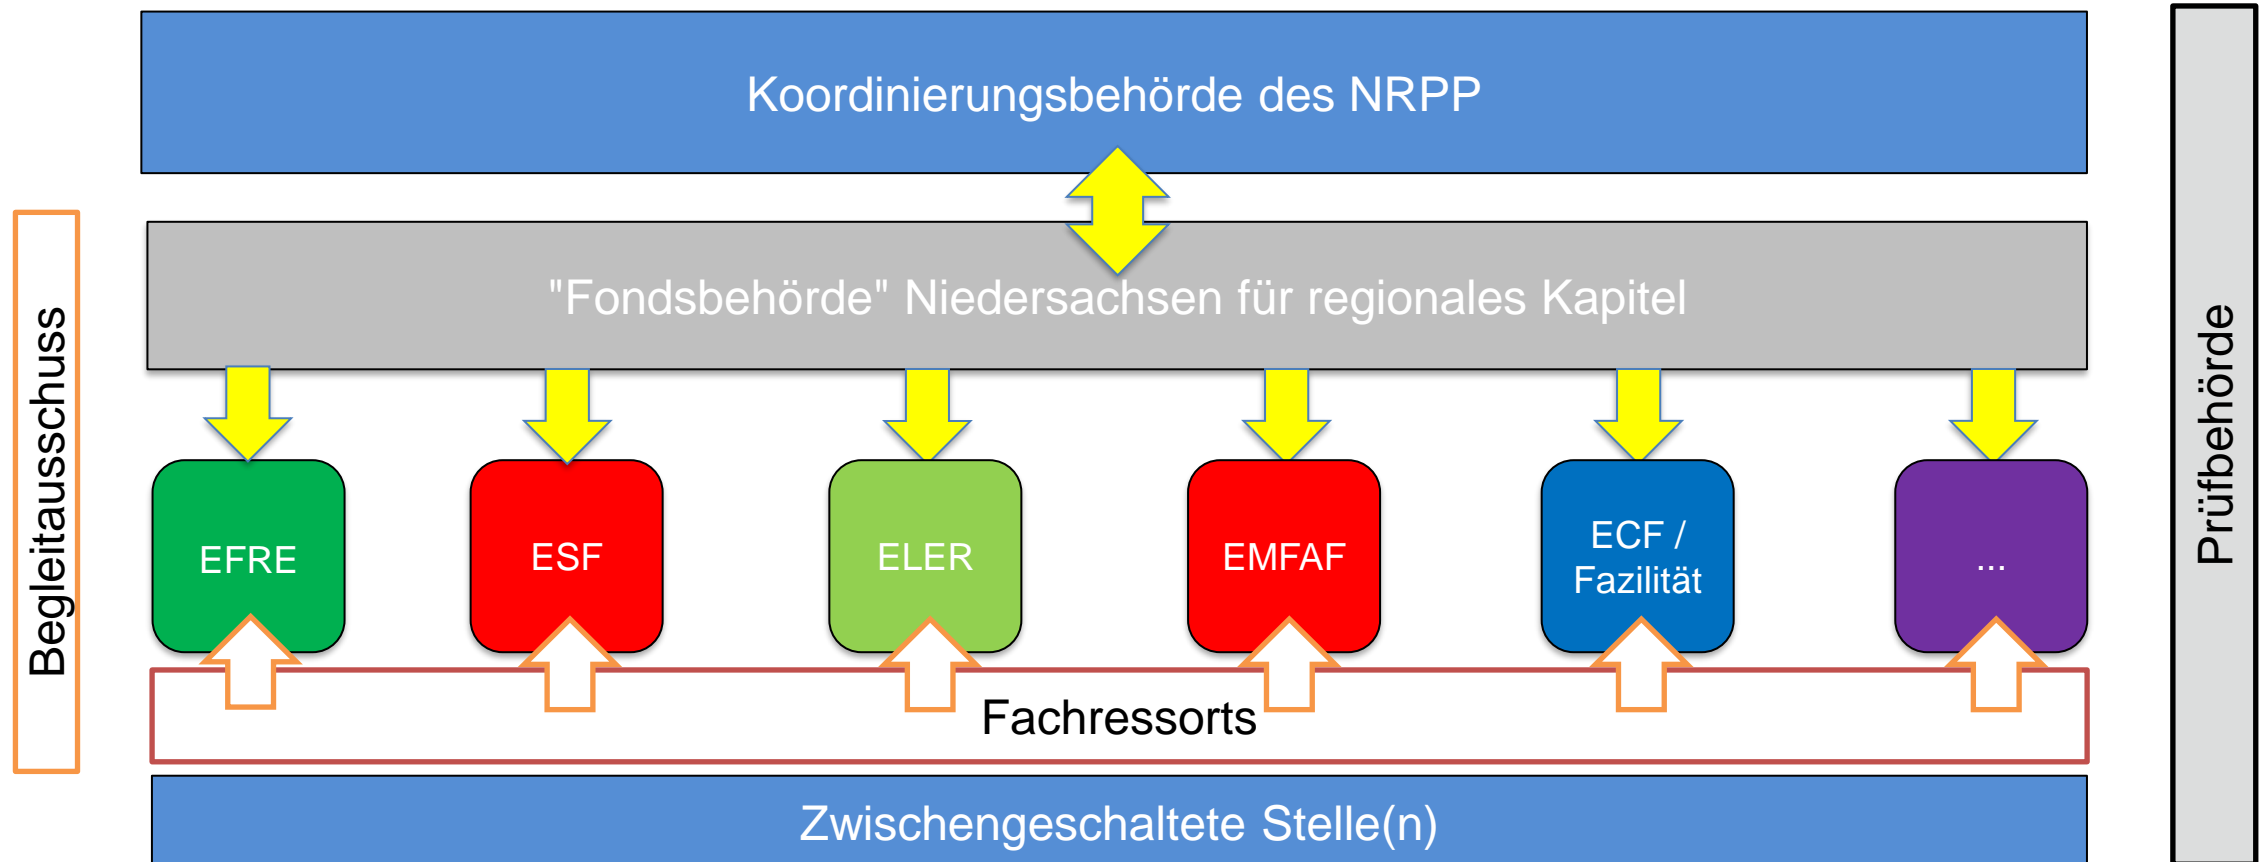 Koordinierungsbehörde des NRPP
Begleitausschuss
"Fondsbehörde" Niedersachsen für regionales Kapitel
EFRE
ESF
ELER
EMFAF
ECF /
Fazilität
...
Fachressorts
Zwischengeschaltete Stelle(n)
Prüfbehörde